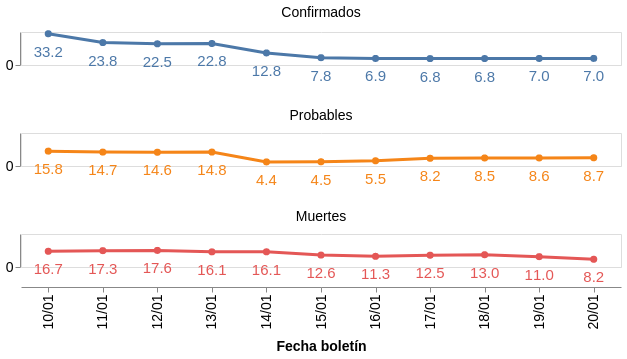 Confirmados
0
33.2 23.8 22.5 22.8 12.8 7.8 6.9 6.8 6.8 7.0 7.0
Probables
0
15.8 14.7 14.6 14.8 4.4 4.5 5.5 8.2 8.5 8.6 8.7
Muertes
0
16.7 17.3 17.6 16.1 16.1 12.6 11.3 12.5 13.0 11.0 8.2
10/01 11/01 12/01 13/01 14/01 15/01 16/01 17/01 18/01 19/01 20/01
Fecha boletín